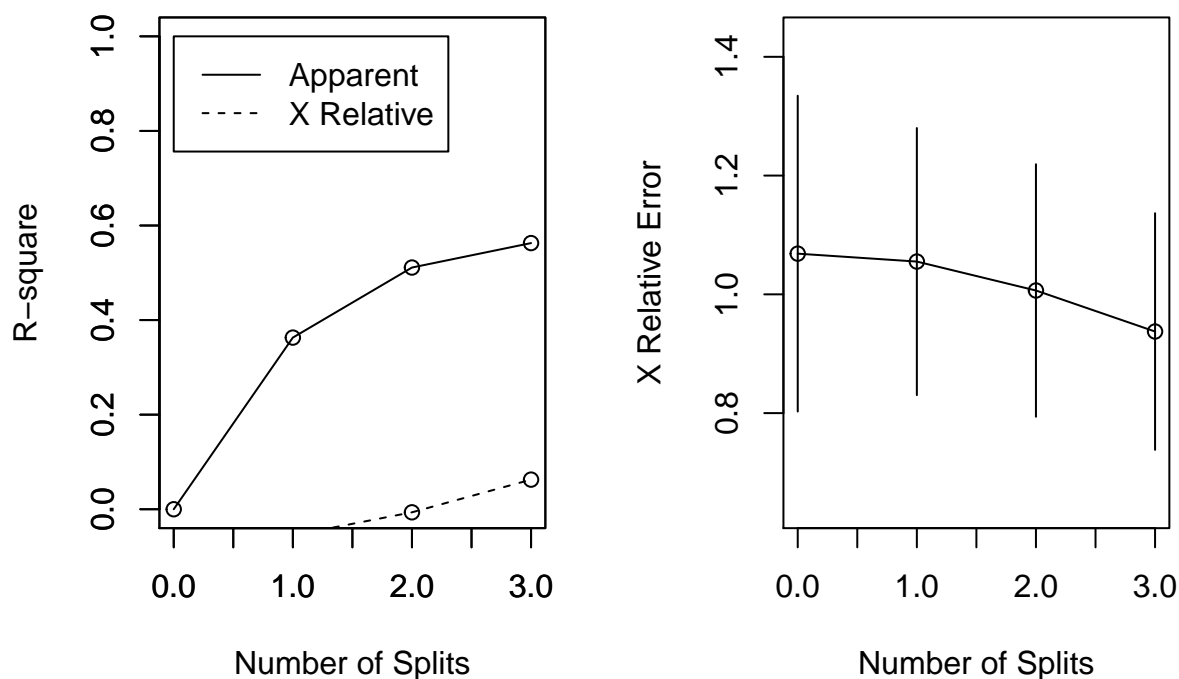 1.0
0.8
0.6
0.4
0.2
0.0
R−square
Apparent
X Relative
0.0 1.0 2.0 3.0
Number of Splits
1.4
1.2
1.0
0.8
X Relative Error
0.0 1.0 2.0 3.0
Number of Splits